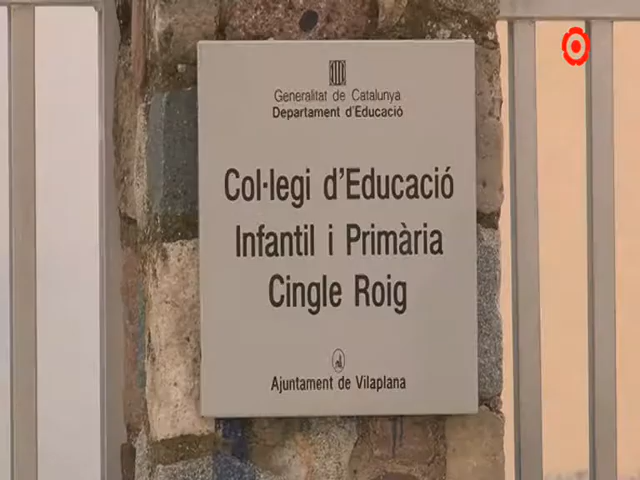 Generalitat de Catalunya
Departament d'Educació
Col·legi d'Educació
Infantil i Primària
Cingle Roig
Ajuntament de Vilaplana